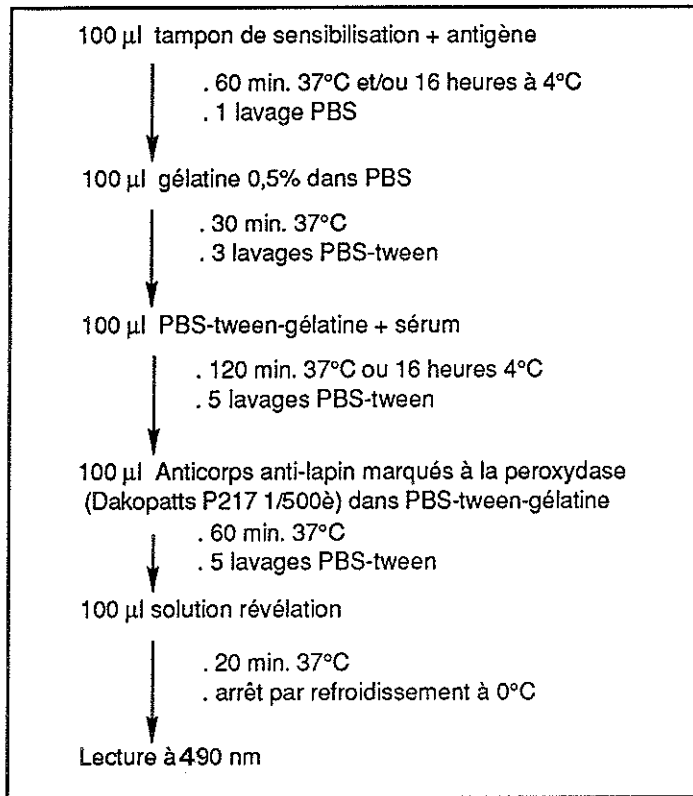 100 µl tampon de sensibilisation + antigène
. 60 min. 37°C et/ou 16 heures à 4°C
. 1 lavage PBS
100 µl gélatine 0,5% dans PBS
. 30 min. 37°C
. 3 lavages PBS-tween
100 µl PBS-tween-gélatine + sérum
. 120 min. 37°C ou 16 heures 4°C
. 5 lavages PBS-tween
100 µl Anticorps anti-lapin marqués à la peroxydase
(Dakopatts P217 1/500è) dans PBS-tween-gélatine
. 60 min. 37°C
. 5 lavages PBS-tween
100 µl solution révélation
. 20 min. 37°C
. arrêt par refroidissement à 0°C
Lecture à 490 nm